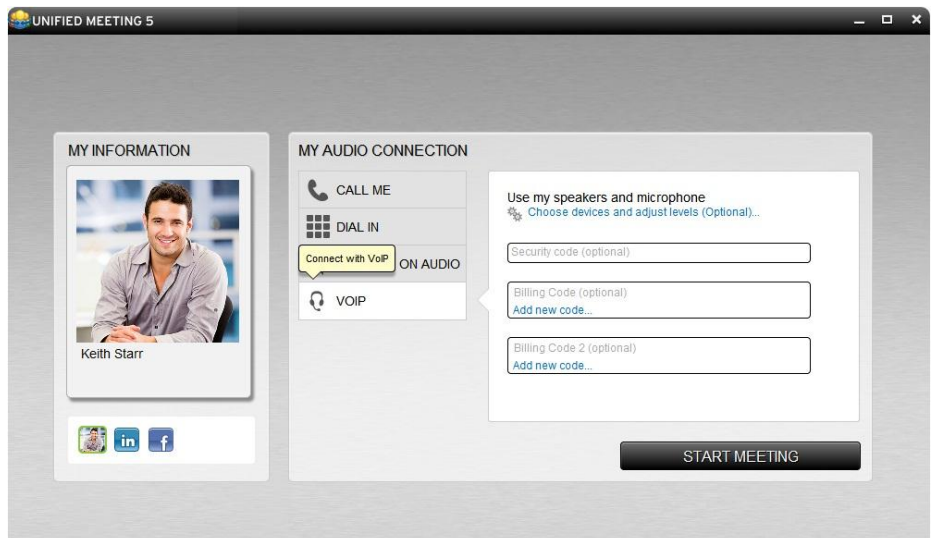 UNIFIED MEETING 5
MY INFORMATION
Keith Starr
in
f
MY AUDIO CONNECTION
CALL ME
DIAL IN
Connect with VoIP
ON AUDIO
VOIP
Use my speakers and microphone
Choose devices and adjust levels (Optional)...
Security code (optional)
Billing Code (optional)
Add new code...
Billing Code 2 (optional)
Add new code...
START MEETING